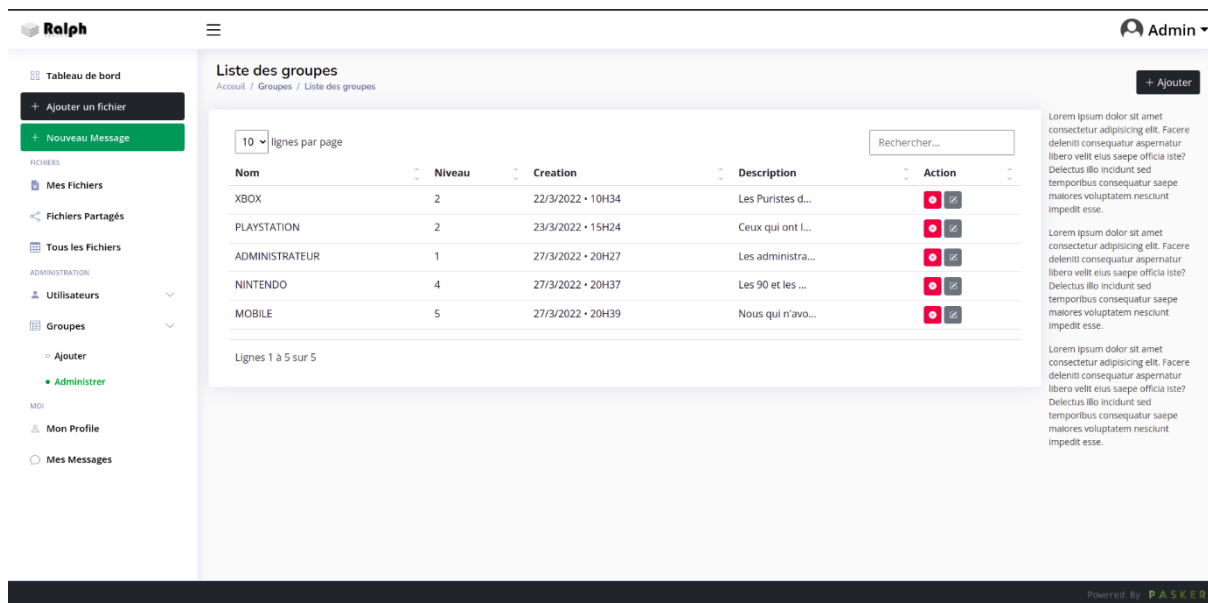 Ralph
Admin
Tableau de bord
+ Ajouter un fichier
+ Nouveau Message
FICHIERS
Mes Fichiers
Fichiers Partagés
Tous les Fichiers
ADMINISTRATION
Utilisateurs
Groupes
Ajouter
Administrer
MOI
Mon Profile
Mes Messages
Liste des groupes
Acceuil / Groupes / Liste des groupes
+ Ajouter
10 lignes par page
Rechercher...
Nom Niveau Creation Description Action
XBOX 2 22/3/2022 • 10H34 Les Puristes d...
PLAYSTATION 2 23/3/2022 • 15H24 Ceux qui ont l...
ADMINISTRATEUR 1 27/3/2022 • 20H27 Les administra...
NINTENDO 4 27/3/2022 • 20H37 Les 90 et les ...
MOBILE 5 27/3/2022 • 20H39 Nous qui n'avo...
Lignes 1 à 5 sur 5
Lorem ipsum dolor sit amet
consectetur adipisicing elit. Facere
deleniti consequatur aspernatur
libero velit eius saepe officia iste?
Delectus illo incidunt sed
temporibus consequatur saepe
maiores voluptatem nesciunt
impedit esse.
Lorem ipsum dolor sit amet
consectetur adipisicing elit. Facere
deleniti consequatur aspernatur
libero velit eius saepe officia iste?
Delectus illo incidunt sed
temporibus consequatur saepe
maiores voluptatem nesciunt
impedit esse.
Lorem ipsum dolor sit amet
consectetur adipisicing elit. Facere
deleniti consequatur aspernatur
libero velit eius saepe officia iste?
Delectus illo incidunt sed
temporibus consequatur saepe
maiores voluptatem nesciunt
impedit esse.
Powered By PASKER